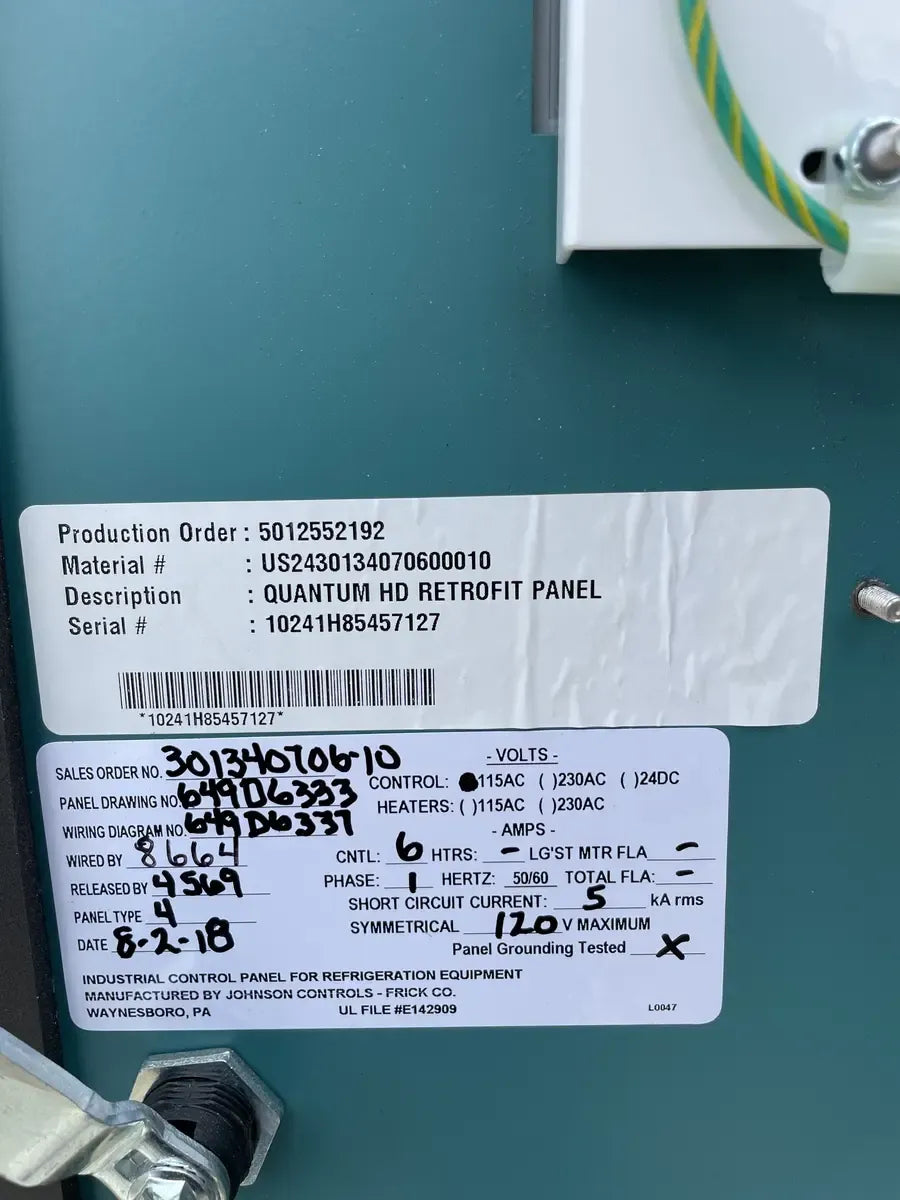 Production Order : 5012552192
Material # : US2430134070600010
Description : QUANTUM HD RETROFIT PANEL
Serial # : 10241H85457127
*10241H85457127*
SALES ORDER NO. 301340706-10
PANEL DRAWING NO. 649D6333
WIRING DIAGRAM NO. 649D6337
WIRED BY 8664
RELEASED BY 4569
PANEL TYPE 4
DATE 8-2-18
- VOLTS -
CONTROL: ●115AC ( )230AC ( )24DC
HEATERS: ( )115AC ( )230AC
- AMPS -
CNTL: 6 HTRS: - LG'ST MTR FLA -
PHASE: 1 HERTZ: 50/60 TOTAL FLA: -
SHORT CIRCUIT CURRENT: 5 kA rms
SYMMETRICAL 120 V MAXIMUM
Panel Grounding Tested X
INDUSTRIAL CONTROL PANEL FOR REFRIGERATION EQUIPMENT
MANUFACTURED BY JOHNSON CONTROLS - FRICK CO.
WAYNESBORO, PA UL FILE #E142909 L0047